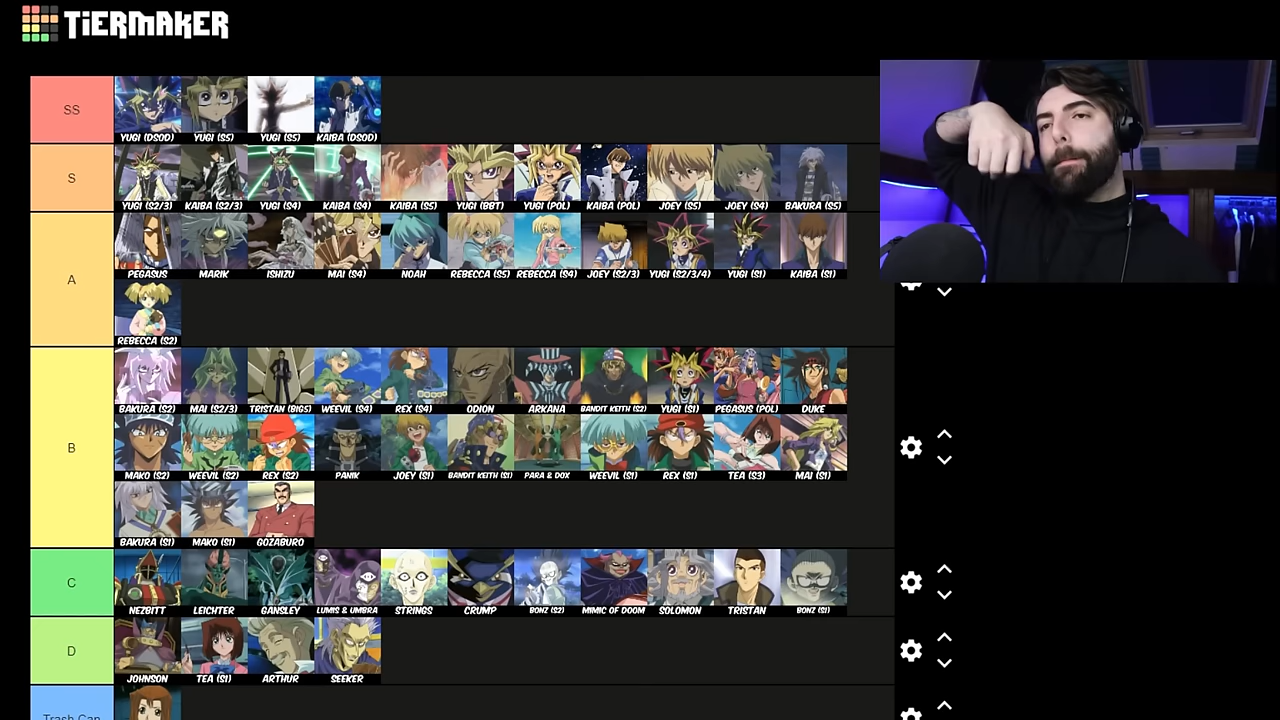 TIERMAKER
SS
YUGI (DSOD) YUGI (S5) YUGI (S5) KAIBA (DSOD)
S
YUGI (S2/3) KAIBA (S2/3) YUGI (S4) KAIBA (S4) KAIBA (S5) YUGI (BBT) YUGI (POL) KAIBA (POL) JOEY (S5) JOEY (S4) BAKURA (S5)
A
PEGASUS MARIK ISHIZU MAI (S4) NOAH REBECCA (S5) REBECCA (S4) JOEY (S2/3) YUGI (S2/3/4) YUGI (S1) KAIBA (S1)
REBECCA (S2)
B
BAKURA (S2) MAI (S2/3) TRISTAN (BIG5) WEEVIL (S4) REX (S4) ODION ARKANA BANDIT KEITH (S2) YUGI (S1) PEGASUS (POL) DUKE
MAKO (S2) WEEVIL (S2) REX (S2) PANIK JOEY (S1) BANDIT KEITH (S1) PARA & DOX WEEVIL (S1) REX (S1) TEA (S3) MAI (S1)
BAKURA (S1) MAKO (S1) GOZABURO
C
NEZBITT LEICHTER GANSLEY LUMIS & UMBRA STRINGS CRUMP BONZ (S2) MIMIC OF DOOM SOLOMON TRISTAN BONZ (S1)
D
JOHNSON TEA (S1) ARTHUR SEEKER
Trash Can